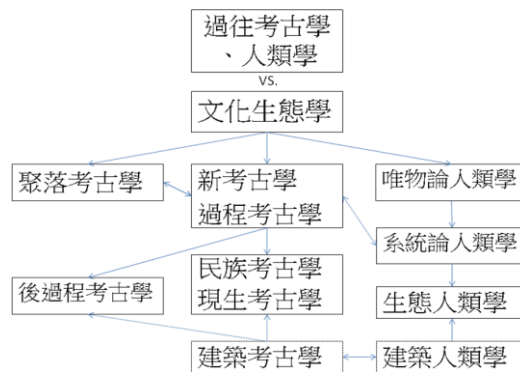 過往考古學
、人類學
VS.
文化生態學
聚落考古學
新考古學
過程考古學
唯物論人類學
系統論人類學
後過程考古學
民族考古學
現生考古學
生態人類學
建築考古學
建築人類學